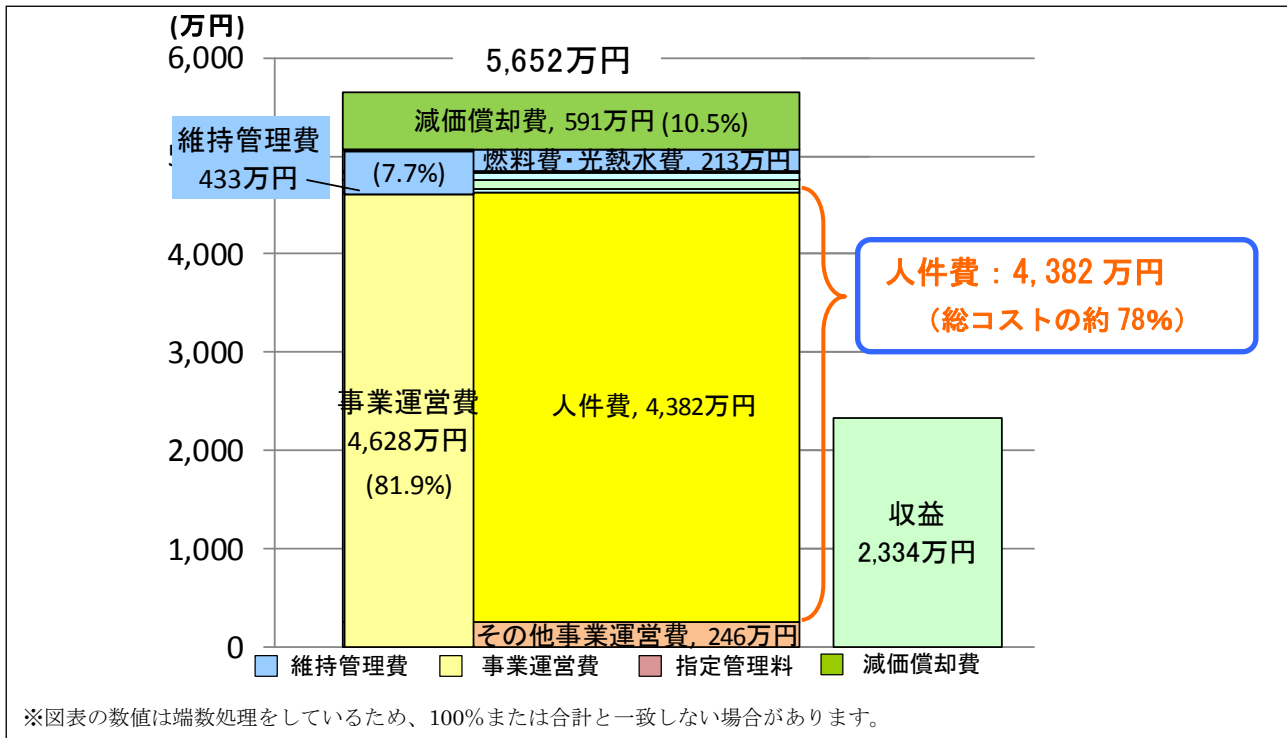 (万円)
6,000
5,652万円
減価償却費, 591万円 (10.5%)
維持管理費
433万円
(7.7%)
燃料費・光熱水費, 213万円
4,000
人件費：4,382 万円
（総コストの約 78%）
3,000
事業運営費
4,628万円
(81.9%)
人件費, 4,382万円
2,000
収益
2,334万円
1,000
その他事業運営費, 246万円
0
維持管理費 事業運営費 指定管理料 減価償却費
※図表の数値は端数処理をしているため、100%または合計と一致しない場合があります。